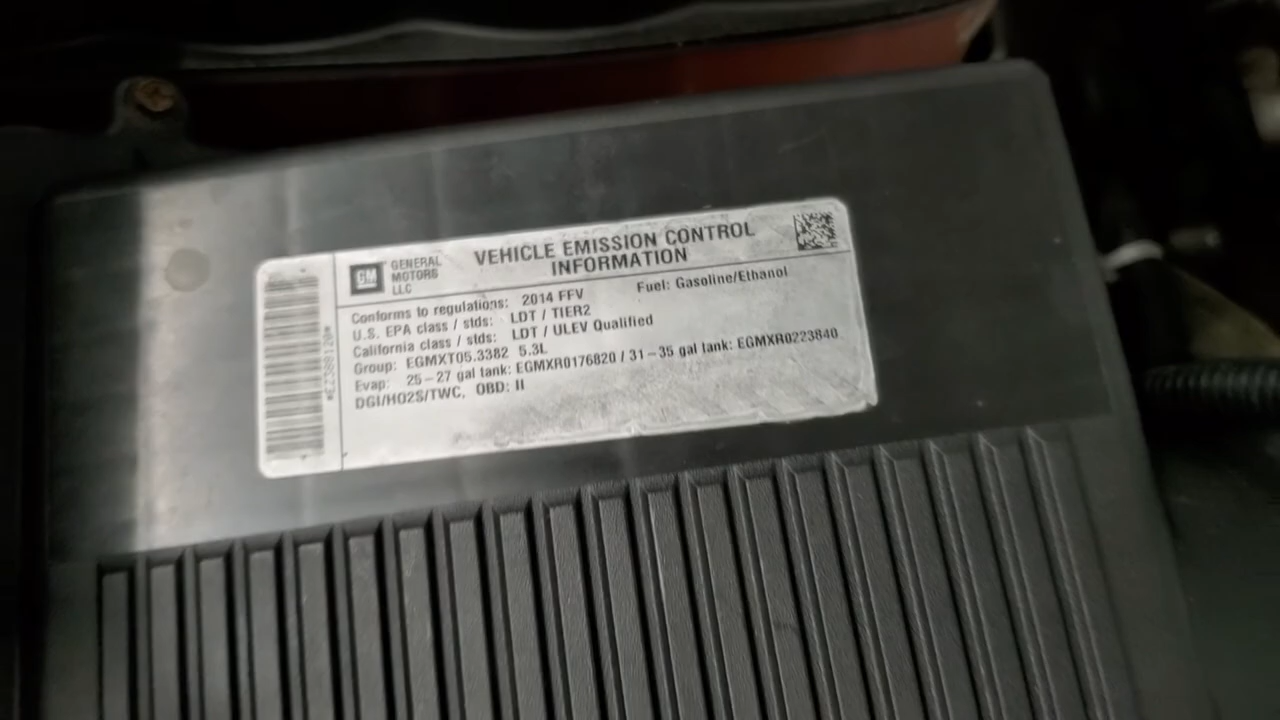 GM
GENERAL
MOTORS
LLC
VEHICLE EMISSION CONTROL
INFORMATION
Conforms to regulations: 2014 FFV Fuel: Gasoline/Ethanol
U.S. EPA class / stds: LDT / TIER2
California class / stds: LDT / ULEV Qualified
Group: EGMXT05.3382 5.3L
Evap: 25-27 gal tank: EGMXR0176820 / 31-35 gal tank: EGMXR0223840
DGI/HO2S/TWC, OBD: II